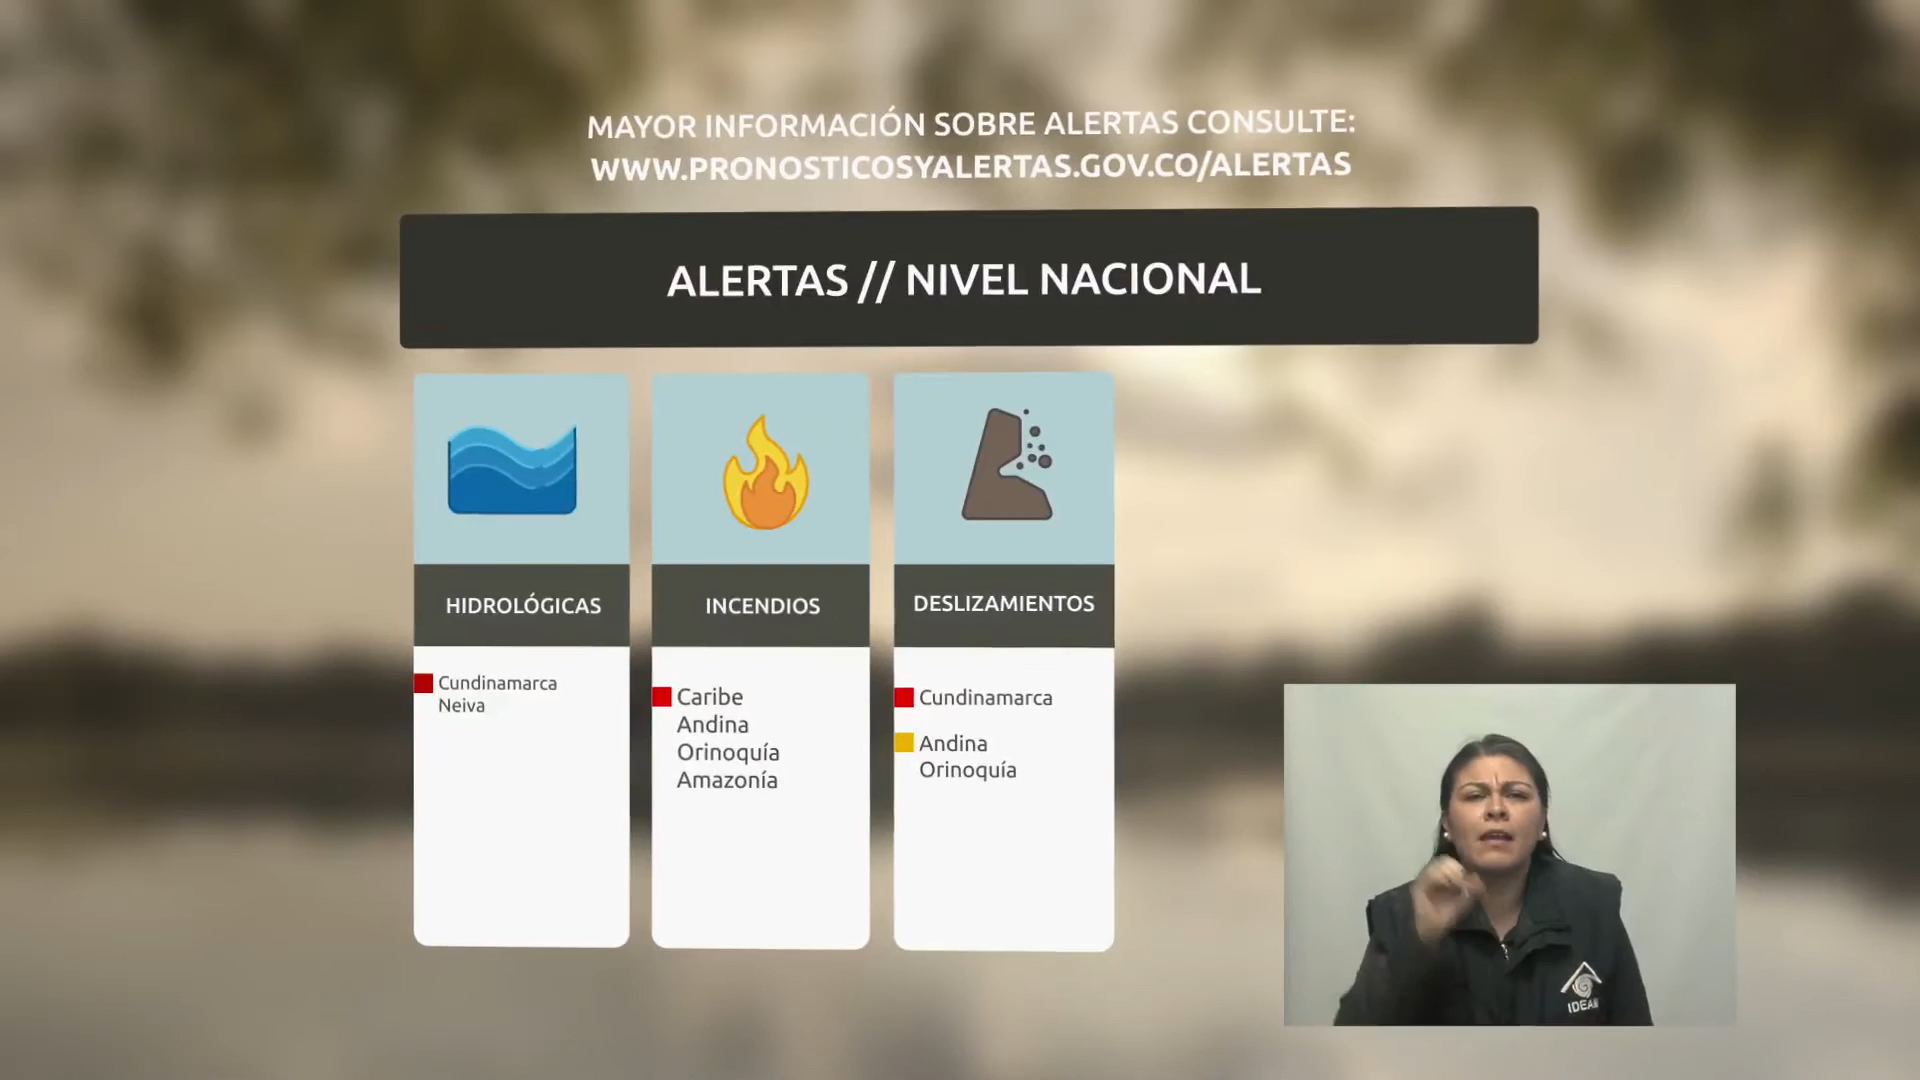 MAYOR INFORMACIÓN SOBRE ALERTAS CONSULTE:
WWW.PRONOSTICOSYALERTAS.GOV.CO/ALERTAS
ALERTAS // NIVEL NACIONAL
HIDROLÓGICAS
Cundinamarca
Neiva
INCENDIOS
Caribe
Andina
Orinoquía
Amazonía
DESLIZAMIENTOS
Cundinamarca
Andina
Orinoquía
IDEAM